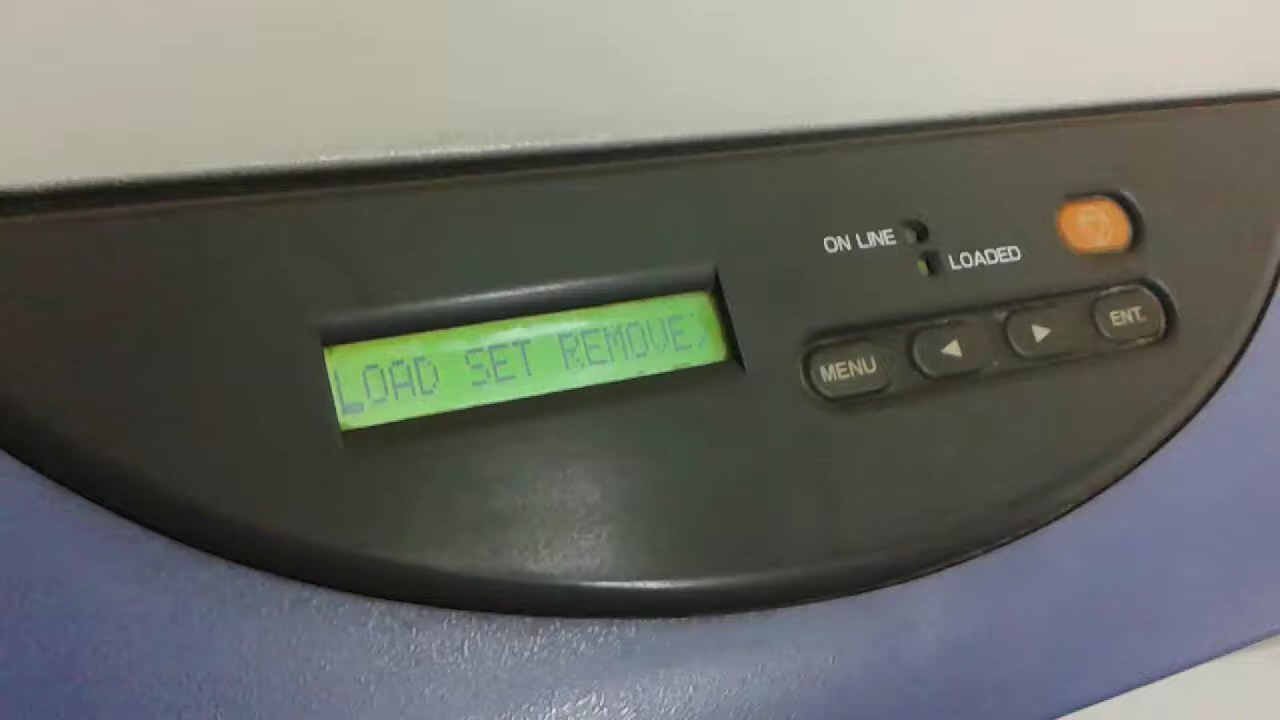 ON LINE
LOADED
LOAD SET REMOVE>
MENU ◀ ▶ ENT.